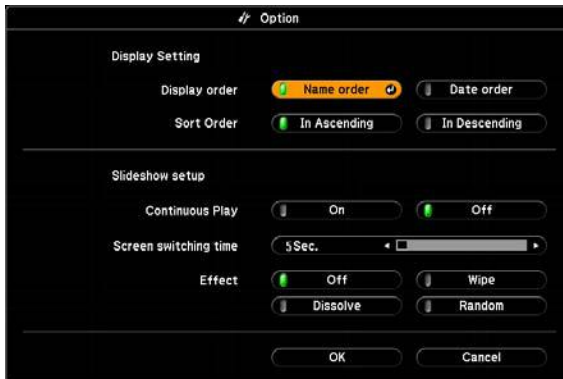 Option
Display Setting
Display order Name order Date order
Sort Order In Ascending In Descending
Slideshow setup
Continuous Play On Off
Screen switching time 5Sec.
Effect Off Wipe
Dissolve Random
OK Cancel